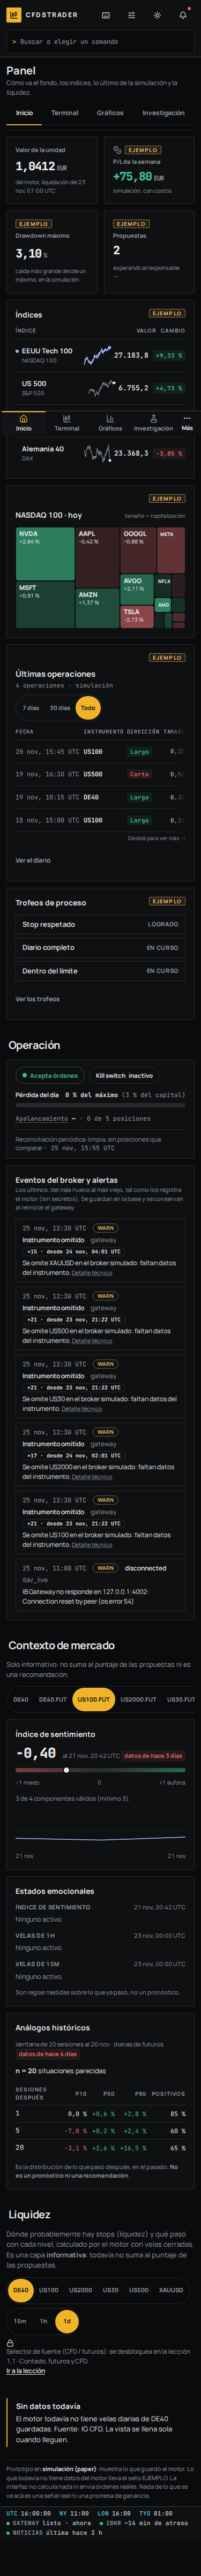 CFDSTRADER
> Buscar o elegir un comando
Panel
Cómo va el fondo, los índices, lo último de la simulación y la liquidez.
Inicio Terminal Gráficos Investigación
Valor de la unidad
1,0412 EUR
del motor, liquidación del 23 nov, 07:00 UTC
EJEMPLO
P/L de la semana
+75,80 EUR
simulación, con costos
EJEMPLO
Drawdown máximo
3,10 %
caída más grande desde un máximo, en la simulación
EJEMPLO
Propuestas
2
esperando al responsable
—
Índices EJEMPLO
ÍNDICE VALOR CAMBIO
EEUU Tech 100 27.183,8 +9,33 %
NASDAQ 100
US 500 6.755,2 +4,73 %
S&P 500
Inicio Terminal Gráficos Investigación Más
Alemania 40 23.368,3 -3,05 %
DAX
EJEMPLO
NASDAQ 100 · hoy tamaño = capitalización
NVDA +2,84 %
AAPL -0,42 %
GOOGL -0,88 %
META
MSFT +0,91 %
AMZN +1,37 %
AVGO +2,11 %
NFLX
AMD
TSLA -2,73 %
EJEMPLO
Últimas operaciones
4 operaciones · simulación
7 días 30 días Todo
FECHA INSTRUMENTO DIRECCIÓN TAMAÑ
20 nov, 15:45 UTC US100 Largo 0,2
19 nov, 16:30 UTC US500 Corto 0,5
19 nov, 10:15 UTC DE40 Largo 0,3
18 nov, 15:00 UTC US100 Largo 0,2
Desliza para ver más →
Ver el diario
Trofeos de proceso EJEMPLO
Stop respetado LOGRADO
Diario completo EN CURSO
Dentro del límite EN CURSO
Ver los trofeos
Operación
Acepta órdenes Kill switch inactivo
Pérdida del día 0 % del máximo (3 % del capital)
Apalancamiento — · 0 de 5 posiciones
Reconciliación periódica: limpia, sin posiciones que comparar · 25 nov, 15:55 UTC
Eventos del broker y alertas
Los últimos, del más nuevo al más viejo, tal como los registra el motor (sin secretos). Se guardan en la base y se conservan al reiniciar el gateway.
25 nov, 12:30 UTC WARN
Instrumento omitido gateway
×15 · desde 24 nov, 04:01 UTC
Se omite XAUUSD en el broker simulado: faltan datos del instrumento. Detalle técnico
25 nov, 12:30 UTC WARN
Instrumento omitido gateway
×21 · desde 23 nov, 21:22 UTC
Se omite US500 en el broker simulado: faltan datos del instrumento. Detalle técnico
25 nov, 12:30 UTC WARN
Instrumento omitido gateway
×21 · desde 23 nov, 21:22 UTC
Se omite US30 en el broker simulado: faltan datos del instrumento. Detalle técnico
25 nov, 12:30 UTC WARN
Instrumento omitido gateway
×17 · desde 24 nov, 02:01 UTC
Se omite US2000 en el broker simulado: faltan datos del instrumento. Detalle técnico
25 nov, 12:30 UTC WARN
Instrumento omitido gateway
×21 · desde 23 nov, 21:22 UTC
Se omite US100 en el broker simulado: faltan datos del instrumento. Detalle técnico
25 nov, 11:00 UTC WARN disconnected
ibkr_live
IB Gateway no responde en 127.0.0.1:4002: Connection reset by peer (os error 54)
Contexto de mercado
Solo informativo: no suma al puntaje de las propuestas ni es una recomendación.
DE40 DE40.FUT US100.FUT US2000.FUT US30.FUT
Índice de sentimiento
-0,40 al 21 nov, 20:42 UTC datos de hace 3 días
−1 miedo 0 +1 euforia
3 de 4 componentes válidos (mínimo 3).
21 nov 21 nov
Estados emocionales
ÍNDICE DE SENTIMIENTO 21 nov, 20:42 UTC
Ninguno activo.
VELAS DE 1H 23 nov, 00:00 UTC
Ninguno activo.
VELAS DE 15M 23 nov, 00:00 UTC
Ninguno activo.
Son reglas medidas sobre lo que ya pasó, no un pronóstico.
Análogos históricos
Ventana de 20 sesiones al 20 nov · diarias de futuros
datos de hace 4 días
n = 20 situaciones parecidas
SESIONES DESPUÉS P10 P50 P90 POSITIVOS
1 0,0 % +0,6 % +2,8 % 85 %
5 -7,0 % +0,2 % +2,4 % 60 %
20 -3,1 % +2,6 % +16,5 % 65 %
Es la distribución de lo que pasó después, en el pasado. No es un pronóstico ni una recomendación.
Liquidez
Dónde probablemente hay stops (liquidez) y qué pasó con cada nivel, calculado por el motor con velas cerradas. Es una capa informativa: todavía no suma al puntaje de las propuestas.
DE40 US100 US2000 US30 US500 XAUUSD
15m 1h 1d
Selector de fuente (CFD / futuros): se desbloquea en la lección 1.1 · Contado, futuros y CFD.
Ir a la lección
Sin datos todavía
El motor todavía no tiene velas diarias de DE40 guardadas. Fuente: IG CFD. La vista se llena sola cuando lleguen.
Prototipo en simulación (paper): muestra lo que guardó el motor. Lo que todavía no tiene datos del motor lleva el sello EJEMPLO. La interfaz no calcula nada ni envía órdenes reales. Nada de lo que se ve acá es una señal real ni una promesa de ganancia.
UTC 16:00:00 NY 11:00 LON 16:00 TYO 01:00
GATEWAY listo · ahora IBKR −14 min de atraso
NOTICIAS última hace 3 h